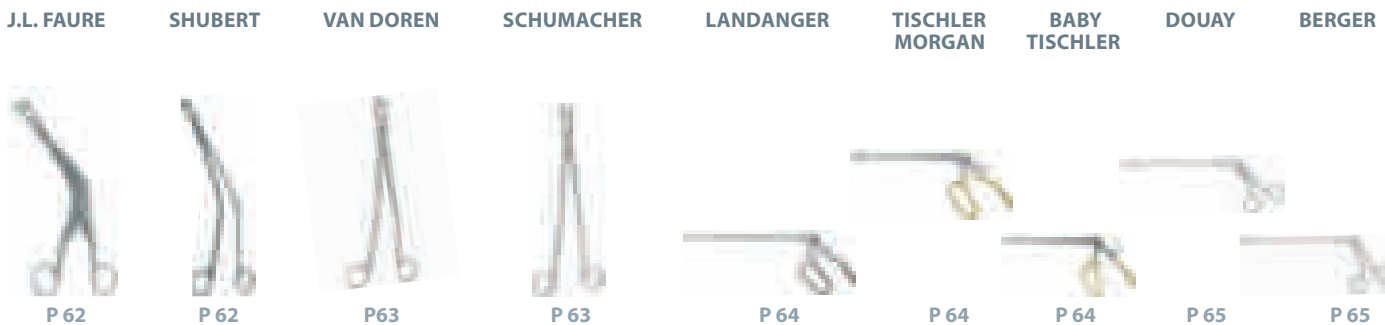 J.L. FAURE SHUBERT VAN DOREN SCHUMACHER LANDANGER TISCHLER BABY DOUAY BERGER
MORGAN TISCHLER
P 62 P 62 P63 P 63 P 64 P 64 P 64 P 65 P 65